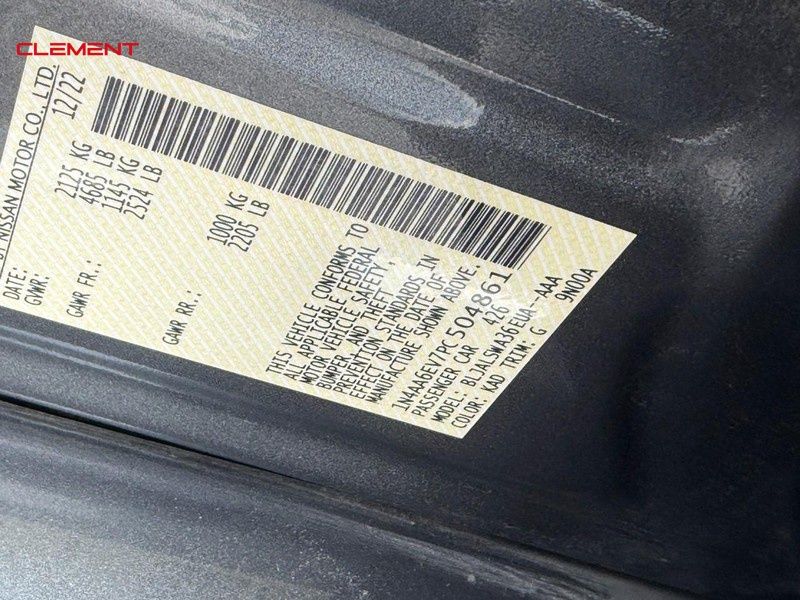 CLEMENT
NISSAN MOTOR CO., LTD.
DATE: 12/22
GVWR: 2125 KG
4685 LB
GAWR FR.: 1145 KG
2524 LB
GAWR RR.: 1000 KG
2205 LB
THIS VEHICLE CONFORMS TO
ALL APPLICABLE FEDERAL
MOTOR VEHICLE SAFETY,
BUMPER, AND THEFT
PREVENTION STANDARDS IN
EFFECT ON THE DATE OF
MANUFACTURE SHOWN ABOVE.
1N4AA6EV7PC504861
PASSENGER CAR 426
MODEL:
COLOR: KAD TRIM: G 9N00A